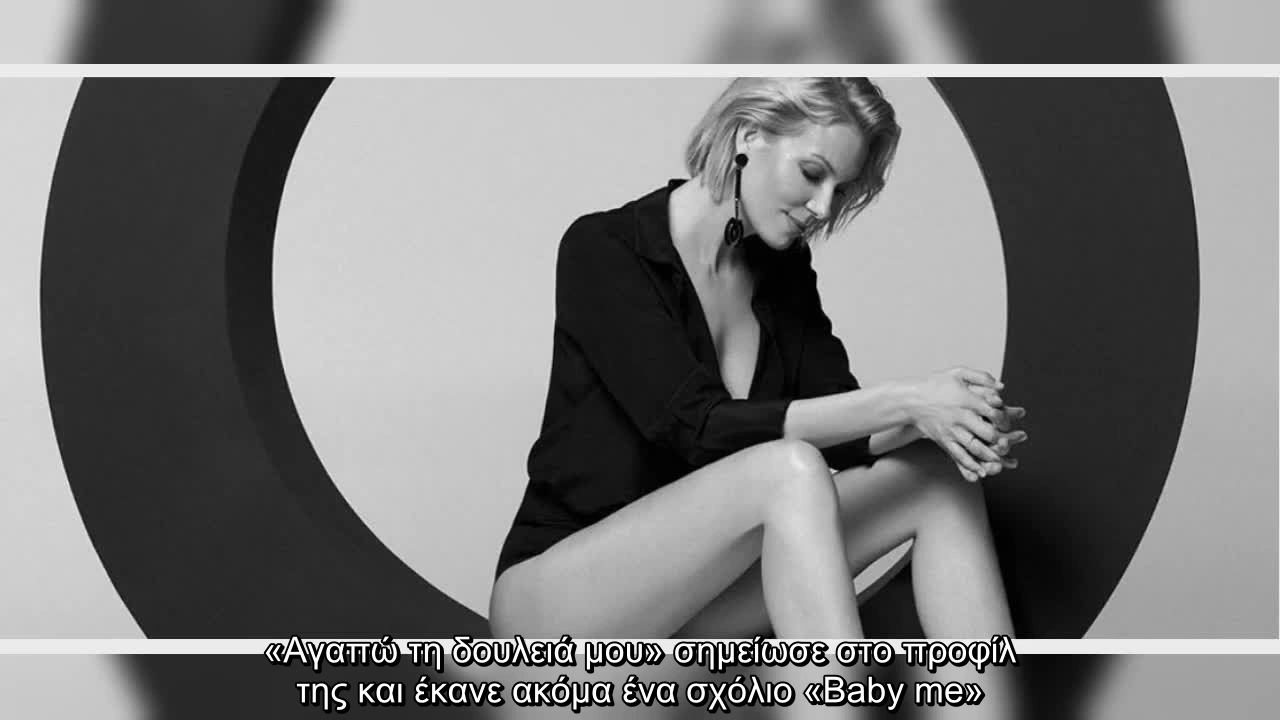 «Αγαπώ τη δουλειά μου» σημείωσε στο προφίλ
της και έκανε ακόμα ένα σχόλιο «Baby me»